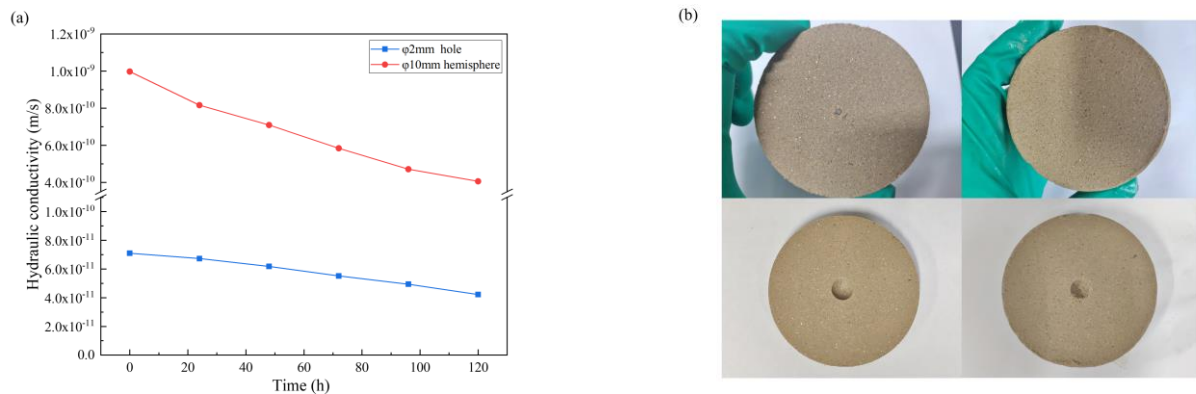 (a)
Hydraulic conductivity (m/s)
1.2x10⁻⁹
1.0x10⁻⁹
8.0x10⁻¹⁰
6.0x10⁻¹⁰
4.0x10⁻¹⁰
1.0x10⁻¹⁰
8.0x10⁻¹¹
6.0x10⁻¹¹
4.0x10⁻¹¹
2.0x10⁻¹¹
0.0
φ2mm hole
φ10mm hemisphere
0 20 40 60 80 100 120
Time (h)
(b)